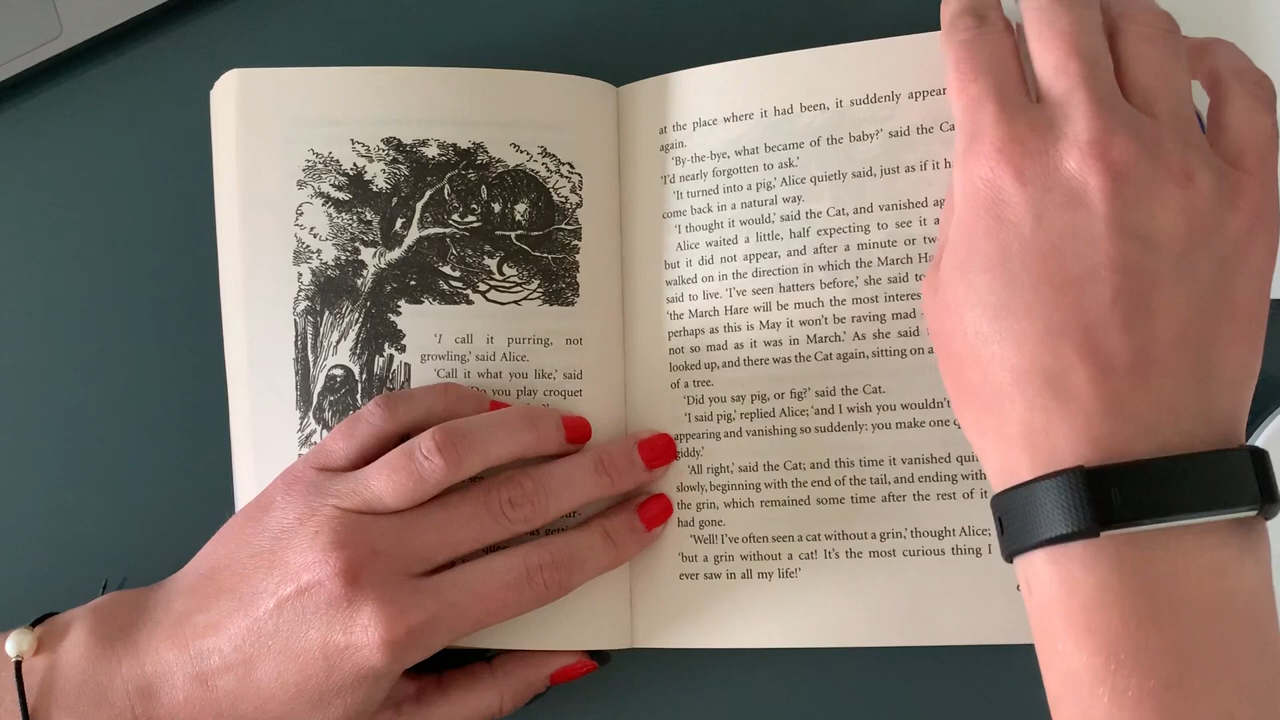 'I call it purring, not
growling,' said Alice.
'Call it what you like,' said
Do you play croquet
at the place where it had been, it suddenly appear
again.
'By-the-bye, what became of the baby?' said the Ca
'I'd nearly forgotten to ask.'
'It turned into a pig,' Alice quietly said, just as if it h
come back in a natural way.
'I thought it would,' said the Cat, and vanished ag
Alice waited a little, half expecting to see it a
but it did not appear, and after a minute or tw
walked on in the direction in which the March Ha
said to live. 'I've seen hatters before,' she said to
'the March Hare will be much the most interes
perhaps as this is May it won't be raving mad
not so mad as it was in March.' As she said
looked up, and there was the Cat again, sitting on a
of a tree.
'Did you say pig, or fig?' said the Cat.
'I said pig,' replied Alice; 'and I wish you wouldn't
appearing and vanishing so suddenly: you make one
giddy.'
'All right,' said the Cat; and this time it vanished qui
slowly, beginning with the end of the tail, and ending with
the grin, which remained some time after the rest of it
had gone.
'Well! I've often seen a cat without a grin,' thought Alice;
'but a grin without a cat! It's the most curious thing I
ever saw in all my life!'